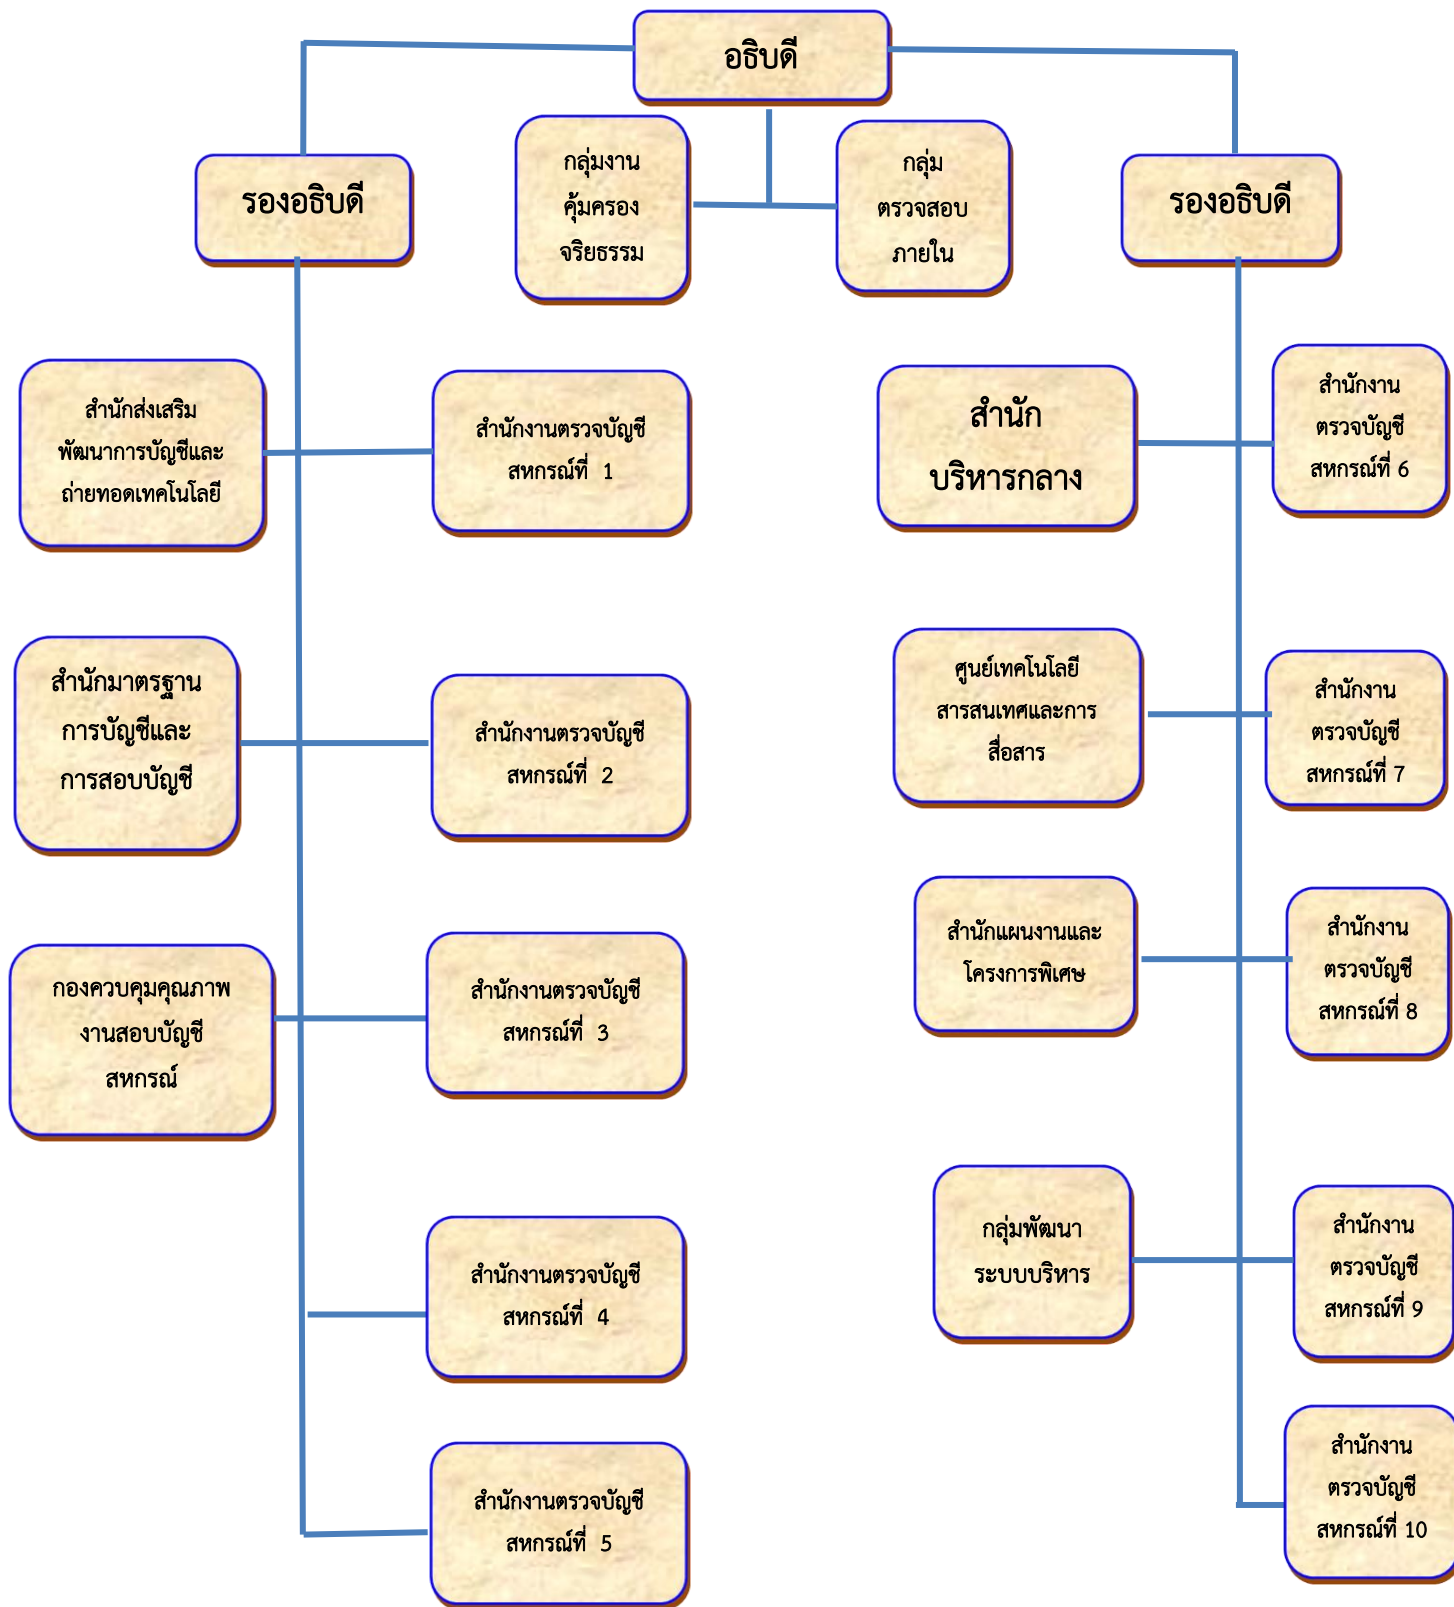 อธิบดี
กลุ่มงาน
คุ้มครอง
จริยธรรม
กลุ่ม
ตรวจสอบ
ภายใน
รองอธิบดี
รองอธิบดี
สำนักส่งเสริม
พัฒนาการบัญชีและ
ถ่ายทอดเทคโนโลยี
สำนักงานตรวจบัญชี
สหกรณ์ที่ 1
สำนัก
บริหารกลาง
สำนักงาน
ตรวจบัญชี
สหกรณ์ที่ 6
สำนักมาตรฐาน
การบัญชีและ
การสอบบัญชี
สำนักงานตรวจบัญชี
สหกรณ์ที่ 2
ศูนย์เทคโนโลยี
สารสนเทศและการ
สื่อสาร
สำนักงาน
ตรวจบัญชี
สหกรณ์ที่ 7
กองควบคุมคุณภาพ
งานสอบบัญชี
สหกรณ์
สำนักงานตรวจบัญชี
สหกรณ์ที่ 3
สำนักแผนงานและ
โครงการพิเศษ
สำนักงาน
ตรวจบัญชี
สหกรณ์ที่ 8
สำนักงานตรวจบัญชี
สหกรณ์ที่ 4
กลุ่มพัฒนา
ระบบบริหาร
สำนักงาน
ตรวจบัญชี
สหกรณ์ที่ 9
สำนักงานตรวจบัญชี
สหกรณ์ที่ 5
สำนักงาน
ตรวจบัญชี
สหกรณ์ที่ 10